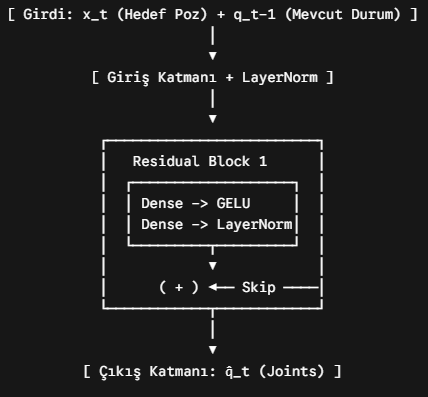 [ Girdi: x_t (Hedef Poz) + q_t-1 (Mevcut Durum) ]
[ Giriş Katmanı + LayerNorm ]
Residual Block 1
Dense -> GELU
Dense -> LayerNorm
( + ) ◄── Skip ───
[ Çıkış Katmanı: q̂_t (Joints) ]